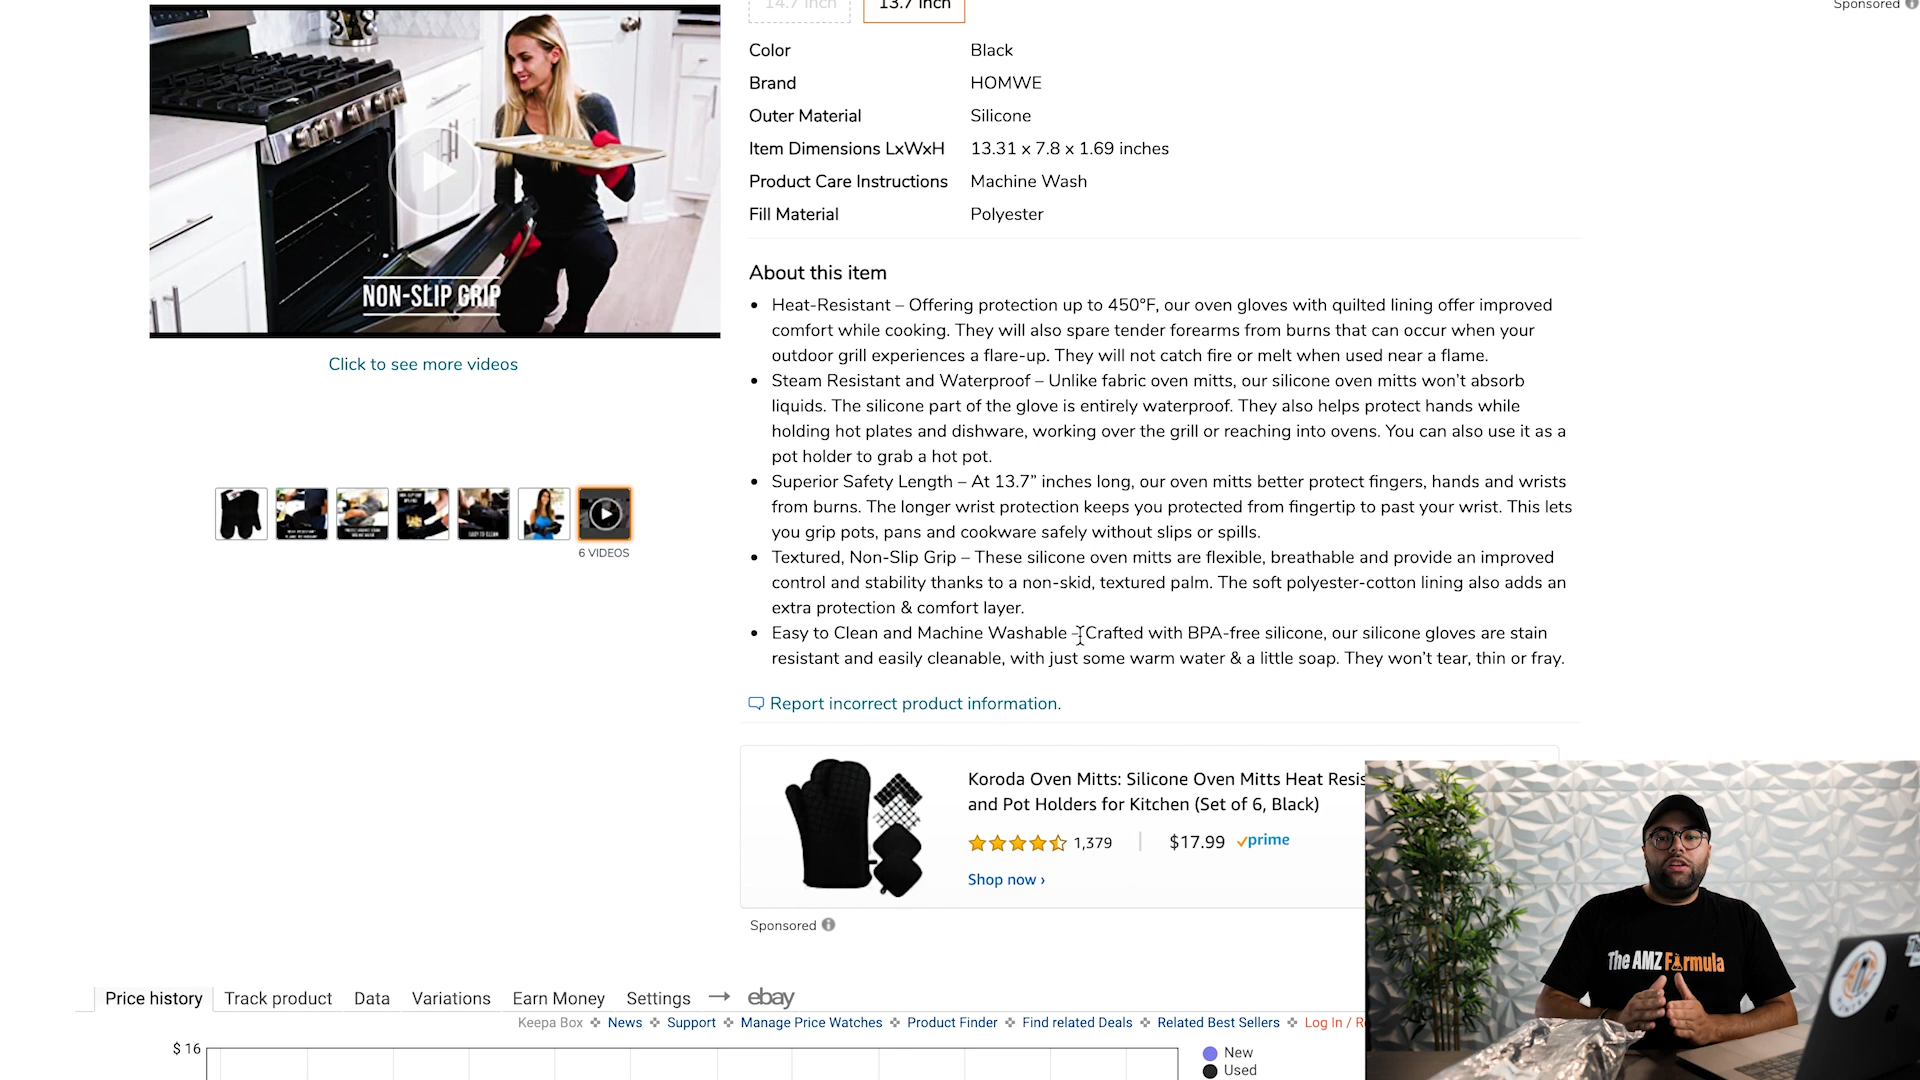 14.7 inch
13.7 inch
Sponsored
Color Black
Brand HOMWE
Outer Material Silicone
Item Dimensions LxWxH 13.31 x 7.8 x 1.69 inches
Product Care Instructions Machine Wash
Fill Material Polyester
NON-SLIP GRIP
Click to see more videos
6 VIDEOS
About this item
Heat-Resistant – Offering protection up to 450°F, our oven gloves with quilted lining offer improved
comfort while cooking. They will also spare tender forearms from burns that can occur when your
outdoor grill experiences a flare-up. They will not catch fire or melt when used near a flame.
Steam Resistant and Waterproof – Unlike fabric oven mitts, our silicone oven mitts won't absorb
liquids. The silicone part of the glove is entirely waterproof. They also helps protect hands while
holding hot plates and dishware, working over the grill or reaching into ovens. You can also use it as a
pot holder to grab a hot pot.
Superior Safety Length – At 13.7” inches long, our oven mitts better protect fingers, hands and wrists
from burns. The longer wrist protection keeps you protected from fingertip to past your wrist. This lets
you grip pots, pans and cookware safely without slips or spills.
Textured, Non-Slip Grip – These silicone oven mitts are flexible, breathable and provide an improved
control and stability thanks to a non-skid, textured palm. The soft polyester-cotton lining also adds an
extra protection & comfort layer.
Easy to Clean and Machine Washable – Crafted with BPA-free silicone, our silicone gloves are stain
resistant and easily cleanable, with just some warm water & a little soap. They won't tear, thin or fray.
Report incorrect product information.
Koroda Oven Mitts: Silicone Oven Mitts Heat Resis
and Pot Holders for Kitchen (Set of 6, Black)
1,379 $17.99 prime
Shop now ›
Sponsored
The AMZ Formula
Price history Track product Data Variations Earn Money Settings → ebay
Keepa Box News Support Manage Price Watches Product Finder Find related Deals Related Best Sellers Log In / R
$ 16
New
Used